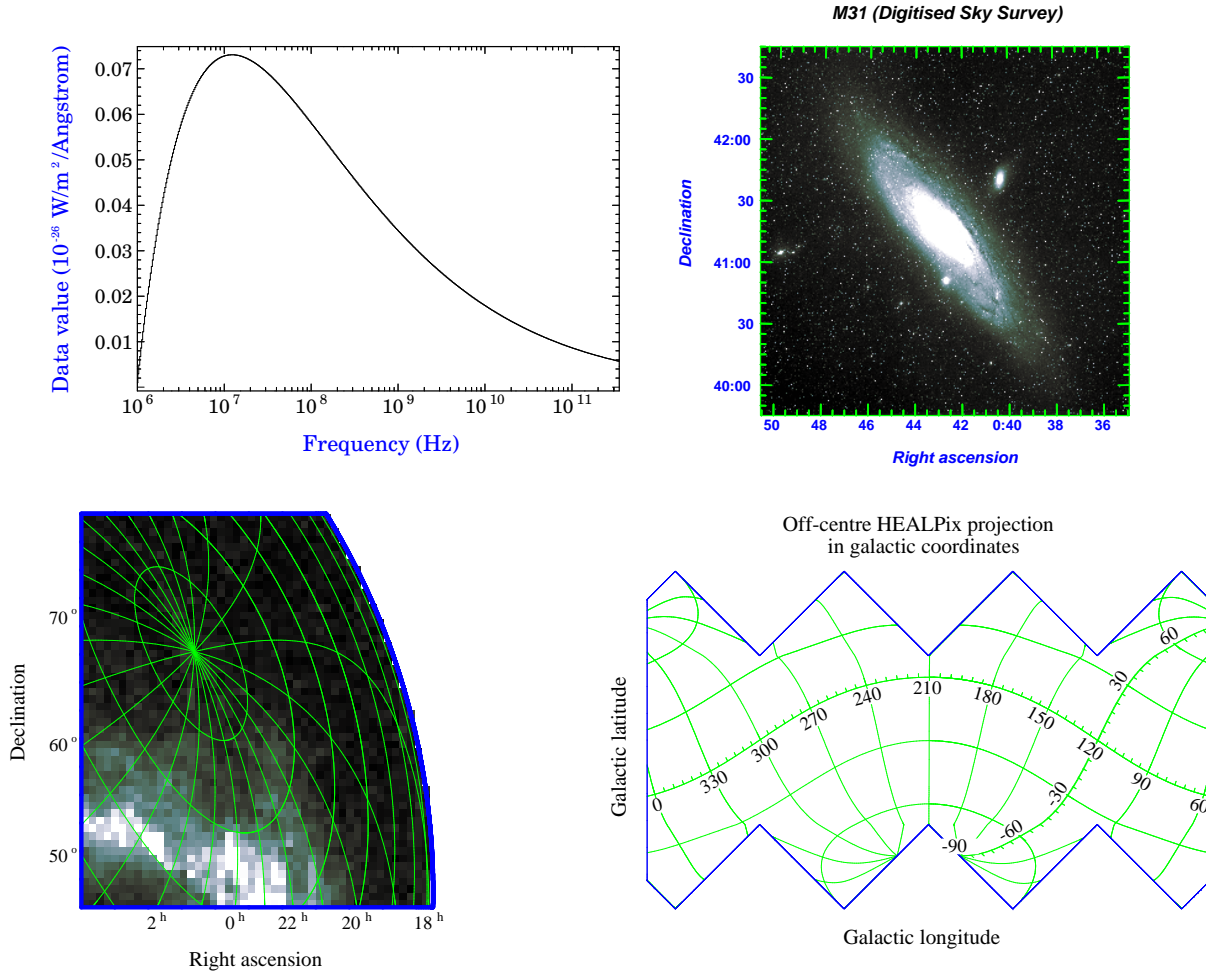 M31 (Digitised Sky Survey)
Data value (10⁻²⁶ W/m²/Angstrom)
0.07
0.06
0.05
0.04
0.03
0.02
0.01
10⁶ 10⁷ 10⁸ 10⁹ 10¹⁰ 10¹¹
Frequency (Hz)
Declination
30
42:00
30
41:00
30
40:00
50 48 46 44 42 0:40 38 36
Right ascension
Declination
70°
60°
50°
2ʰ 0ʰ 22ʰ 20ʰ 18ʰ
Right ascension
Off-centre HEALPix projection
in galactic coordinates
Galactic latitude
0 330 300 270 240 210 180 150 120 90 60
60
30
-30
-60
-90
Galactic longitude